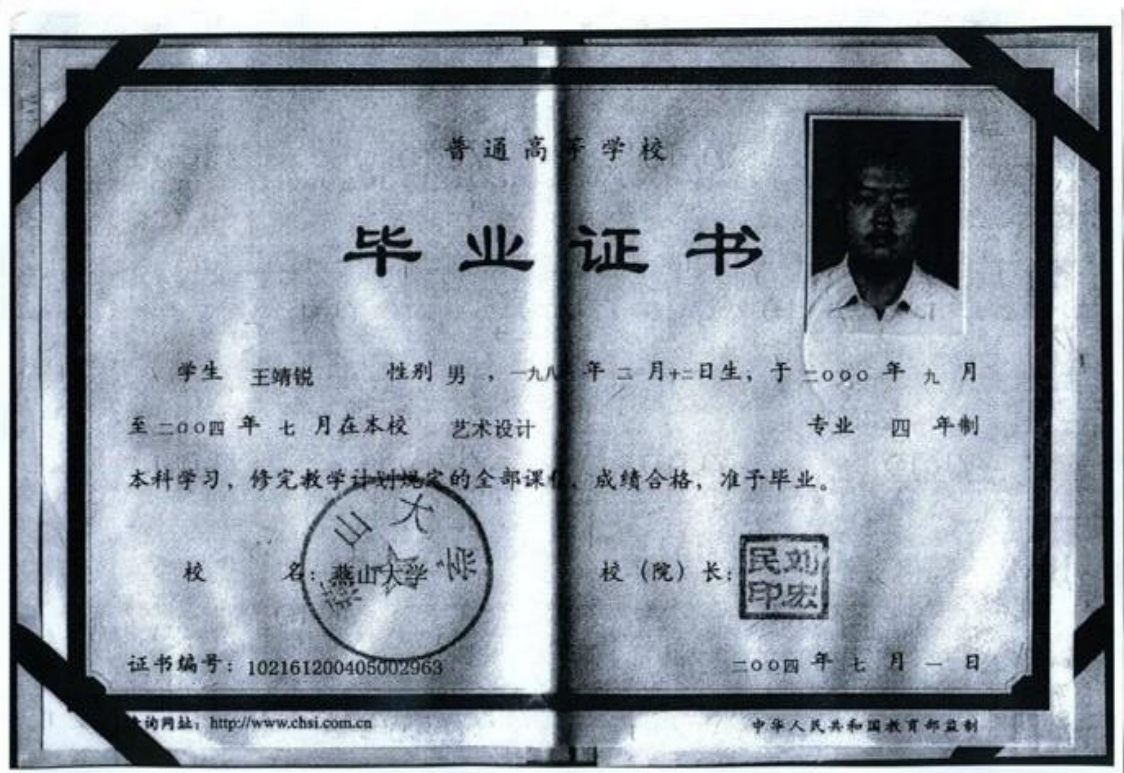 普通高等学校
毕业证书
学生 王靖锐 性别 男 ，一九八 年 二 月十二日生，于 二〇〇〇 年 九 月
至 二〇〇四 年 七 月在本校 艺术设计 专业 四 年制
本科学习，修完教学计划规定的全部课程，成绩合格，准予毕业。
校 名：燕山大学 校（院）长：
燕山大学
刘宏民印
证书编号：102161200405002963 二〇〇四 年 七 月 一 日
查询网址：http://www.chsi.com.cn 中华人民共和国教育部监制